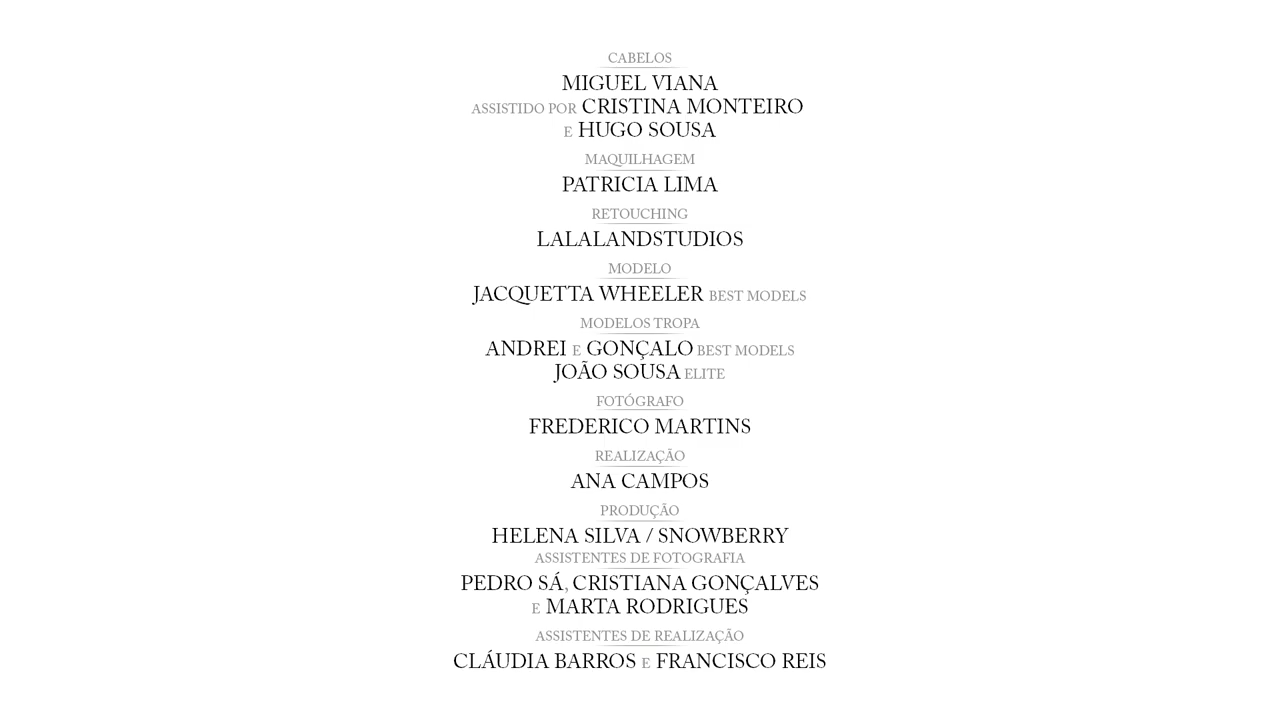 CABELOS
MIGUEL VIANA
ASSISTIDO POR CRISTINA MONTEIRO
E HUGO SOUSA
MAQUILHAGEM
PATRICIA LIMA
RETOUCHING
LALALANDSTUDIOS
MODELO
JACQUETTA WHEELER BEST MODELS
MODELOS TROPA
ANDREI E GONÇALO BEST MODELS
JOÃO SOUSA ELITE
FOTÓGRAFO
FREDERICO MARTINS
REALIZAÇÃO
ANA CAMPOS
PRODUÇÃO
HELENA SILVA / SNOWBERRY
ASSISTENTES DE FOTOGRAFIA
PEDRO SÁ, CRISTIANA GONÇALVES
E MARTA RODRIGUES
ASSISTENTES DE REALIZAÇÃO
CLÁUDIA BARROS E FRANCISCO REIS